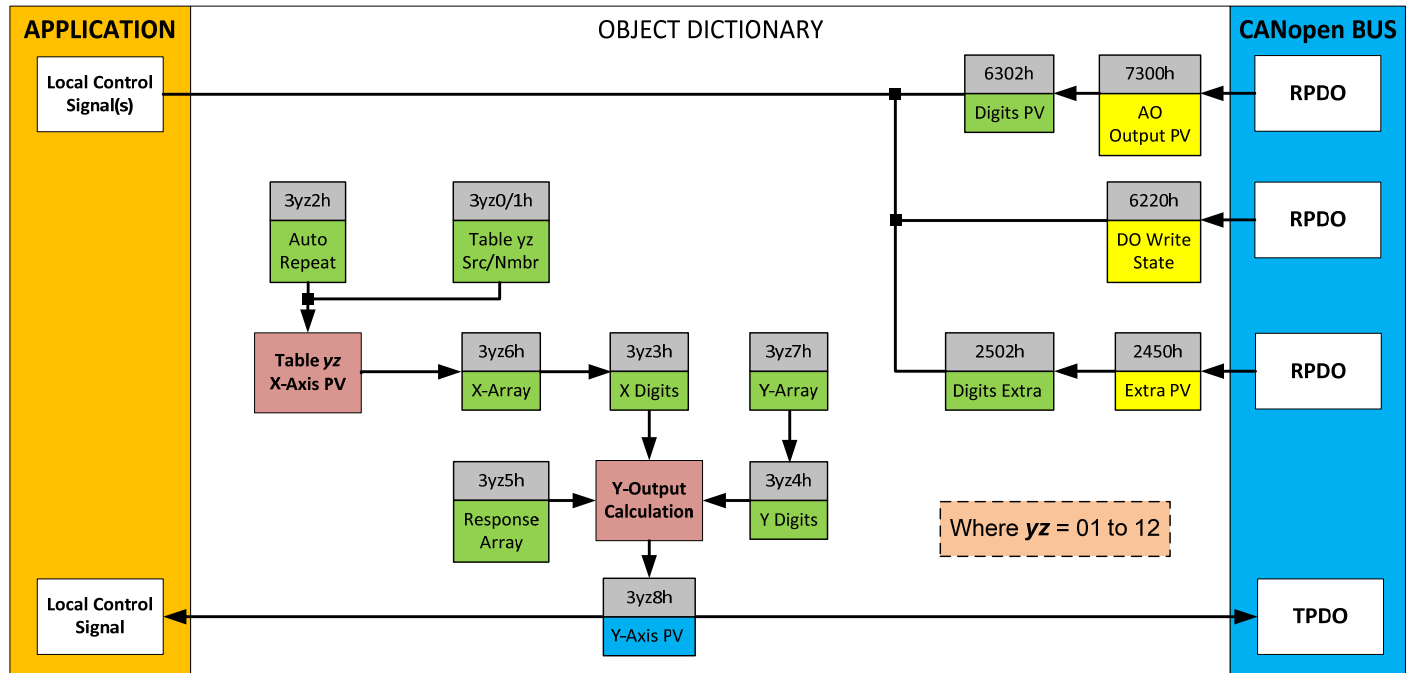 APPLICATION
OBJECT DICTIONARY
CANopen BUS
Local Control
Signal(s)
6302h
Digits PV
7300h
AO
Output PV
RPDO
3yz2h
Auto
Repeat
3yz0/1h
Table yz
Src/Nmbr
6220h
DO Write
State
RPDO
Table yz
X-Axis PV
3yz6h
X-Array
3yz3h
X Digits
3yz7h
Y-Array
2502h
Digits Extra
2450h
Extra PV
RPDO
3yz5h
Response
Array
Y-Output
Calculation
3yz4h
Y Digits
Where yz = 01 to 12
Local Control
Signal
3yz8h
Y-Axis PV
TPDO